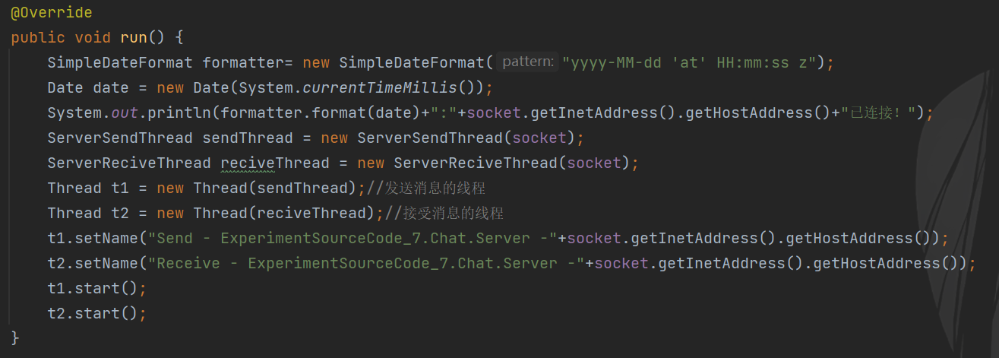 @Override
public void run() {
SimpleDateFormat formatter= new SimpleDateFormat( pattern: "yyyy-MM-dd 'at' HH:mm:ss z");
Date date = new Date(System.currentTimeMillis());
System.out.println(formatter.format(date)+":"+socket.getInetAddress().getHostAddress()+"已连接！");
ServerSendThread sendThread = new ServerSendThread(socket);
ServerReciveThread reciveThread = new ServerReciveThread(socket);
Thread t1 = new Thread(sendThread);//发送消息的线程
Thread t2 = new Thread(reciveThread);//接受消息的线程
t1.setName("Send - ExperimentSourceCode_7.Chat.Server -"+socket.getInetAddress().getHostAddress());
t2.setName("Receive - ExperimentSourceCode_7.Chat.Server -"+socket.getInetAddress().getHostAddress());
t1.start();
t2.start();
}